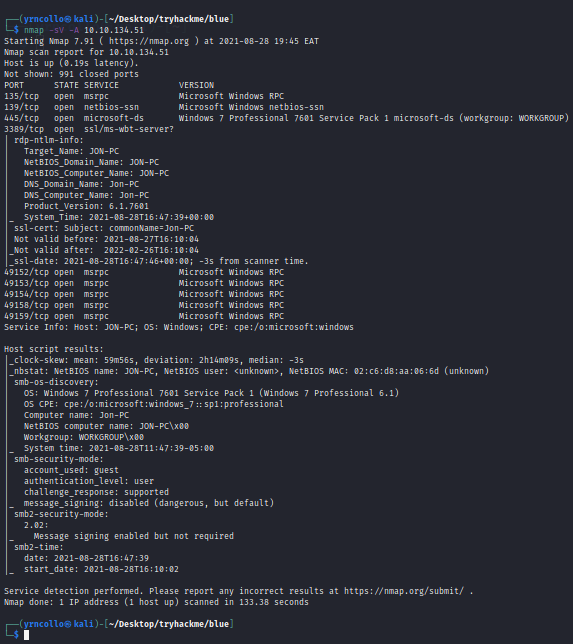 ┌──(yrncollo㉿kali)-[~/Desktop/tryhackme/blue]
└─$ nmap -sV -A 10.10.134.51
Starting Nmap 7.91 ( https://nmap.org ) at 2021-08-28 19:45 EAT
Nmap scan report for 10.10.134.51
Host is up (0.19s latency).
Not shown: 991 closed ports
PORT      STATE SERVICE            VERSION
135/tcp   open  msrpc              Microsoft Windows RPC
139/tcp   open  netbios-ssn        Microsoft Windows netbios-ssn
445/tcp   open  microsoft-ds       Windows 7 Professional 7601 Service Pack 1 microsoft-ds (workgroup: WORKGROUP)
3389/tcp  open  ssl/ms-wbt-server?
| rdp-ntlm-info:
|   Target_Name: JON-PC
|   NetBIOS_Domain_Name: JON-PC
|   NetBIOS_Computer_Name: JON-PC
|   DNS_Domain_Name: Jon-PC
|   DNS_Computer_Name: Jon-PC
|   Product_Version: 6.1.7601
|_  System_Time: 2021-08-28T16:47:39+00:00
| ssl-cert: Subject: commonName=Jon-PC
| Not valid before: 2021-08-27T16:10:04
|_Not valid after:  2022-02-26T16:10:04
|_ssl-date: 2021-08-28T16:47:46+00:00; -3s from scanner time.
49152/tcp open  msrpc              Microsoft Windows RPC
49153/tcp open  msrpc              Microsoft Windows RPC
49154/tcp open  msrpc              Microsoft Windows RPC
49158/tcp open  msrpc              Microsoft Windows RPC
49159/tcp open  msrpc              Microsoft Windows RPC
Service Info: Host: JON-PC; OS: Windows; CPE: cpe:/o:microsoft:windows

Host script results:
|_clock-skew: mean: 59m56s, deviation: 2h14m09s, median: -3s
|_nbstat: NetBIOS name: JON-PC, NetBIOS user: <unknown>, NetBIOS MAC: 02:c6:d8:aa:06:6d (unknown)
| smb-os-discovery:
|   OS: Windows 7 Professional 7601 Service Pack 1 (Windows 7 Professional 6.1)
|   OS CPE: cpe:/o:microsoft:windows_7::sp1:professional
|   Computer name: Jon-PC
|   NetBIOS computer name: JON-PC\x00
|   Workgroup: WORKGROUP\x00
|_  System time: 2021-08-28T11:47:39-05:00
| smb-security-mode:
|   account_used: guest
|   authentication_level: user
|   challenge_response: supported
|_  message_signing: disabled (dangerous, but default)
| smb2-security-mode:
|   2.02:
|_    Message signing enabled but not required
| smb2-time:
|   date: 2021-08-28T16:47:39
|_  start_date: 2021-08-28T16:10:02

Service detection performed. Please report any incorrect results at https://nmap.org/submit/ .
Nmap done: 1 IP address (1 host up) scanned in 133.38 seconds

┌──(yrncollo㉿kali)-[~/Desktop/tryhackme/blue]
└─$